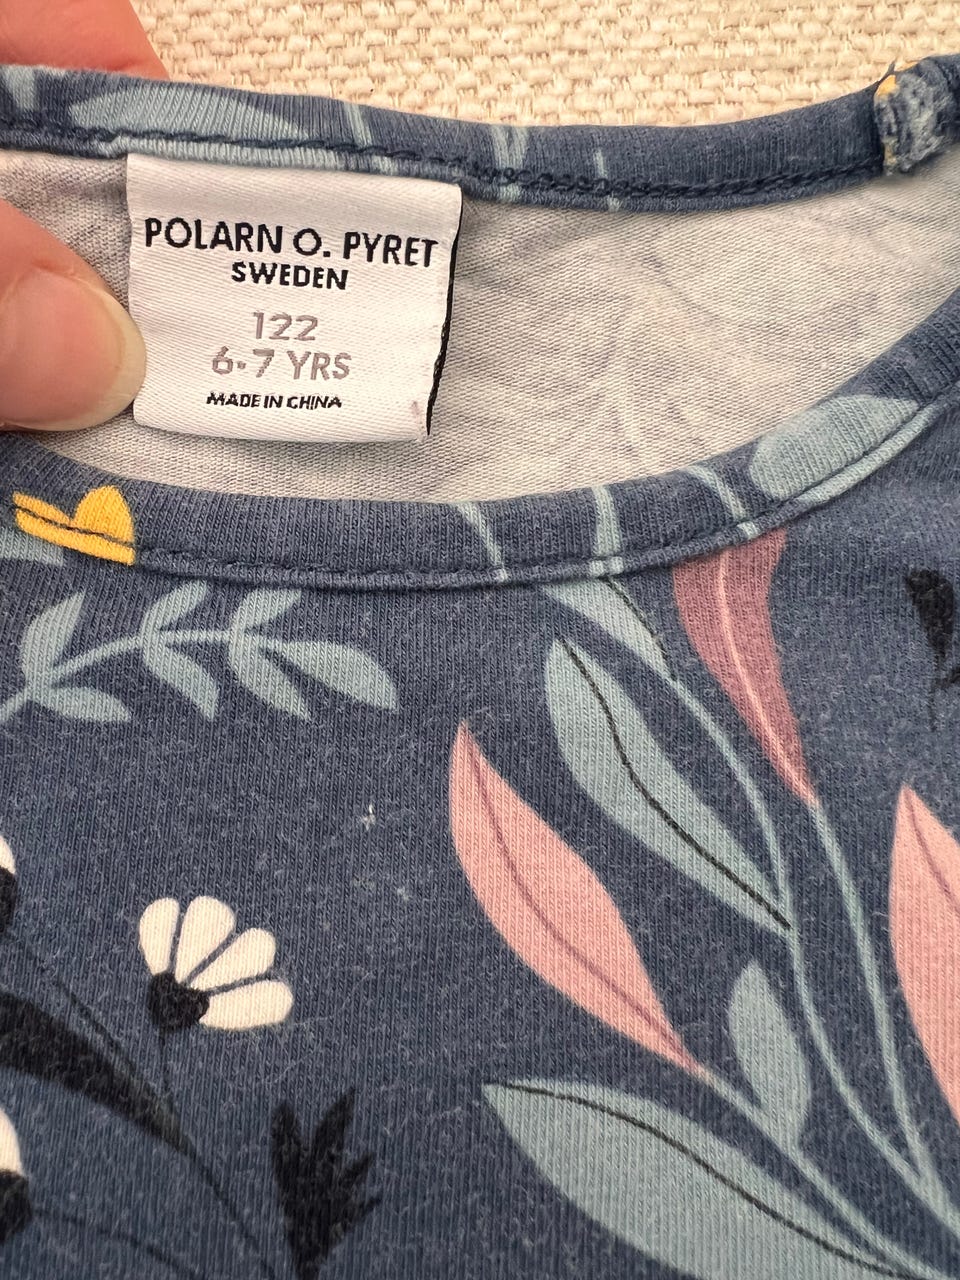 POLARN O. PYRET
SWEDEN
122
6-7 YRS
MADE IN CHINA